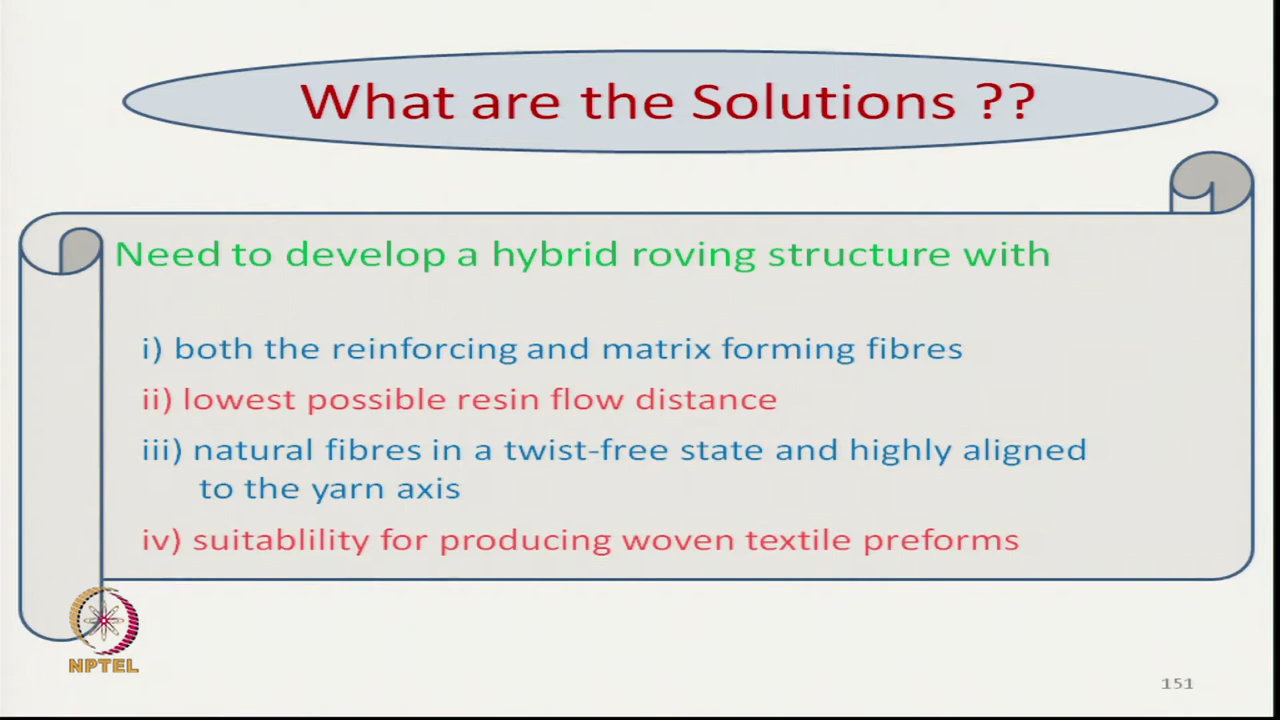 What are the Solutions ??
Need to develop a hybrid roving structure with
i) both the reinforcing and matrix forming fibres
ii) lowest possible resin flow distance
iii) natural fibres in a twist-free state and highly aligned
to the yarn axis
iv) suitablility for producing woven textile preforms
NPTEL
151